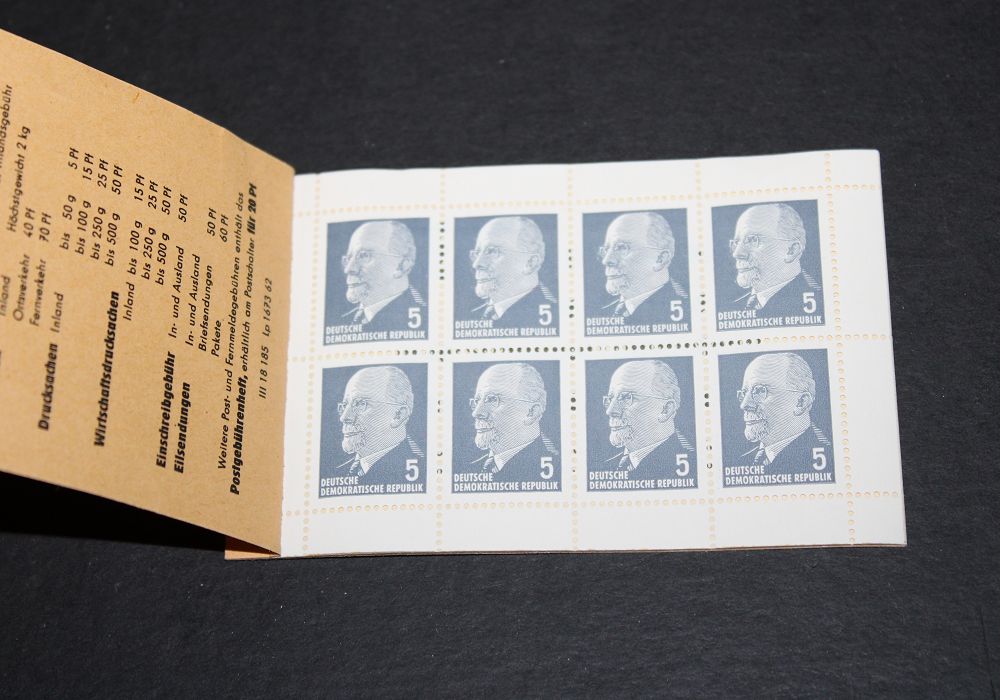 Inland
Höchstgewicht 2 kg
Ortsverkehr 40 Pf
Fernverkehr 70 Pf
Drucksachen Inland bis 50 g 5 Pf
bis 100 g 15 Pf
bis 250 g 25 Pf
bis 500 g 50 Pf
Wirtschaftsdrucksachen
Inland bis 100 g 15 Pf
bis 250 g 25 Pf
bis 500 g 50 Pf
Einschreibgebühr In- und Ausland 50 Pf
Eilsendungen In- und Ausland
Briefsendungen 50 Pf
Pakete 60 Pf
Weitere Post- und Fernmeldegebühren enthält das
Postgebührenheft, erhältlich am Postschalter für 20 Pf
III 18 185 Lp 1673 62
5
DEUTSCHE
DEMOKRATISCHE REPUBLIK
5
DEUTSCHE
DEMOKRATISCHE REPUBLIK
5
DEUTSCHE
DEMOKRATISCHE REPUBLIK
5
DEUTSCHE
DEMOKRATISCHE REPUBLIK
5
DEUTSCHE
DEMOKRATISCHE REPUBLIK
5
DEUTSCHE
DEMOKRATISCHE REPUBLIK
5
DEUTSCHE
DEMOKRATISCHE REPUBLIK
5
DEUTSCHE
DEMOKRATISCHE REPUBLIK